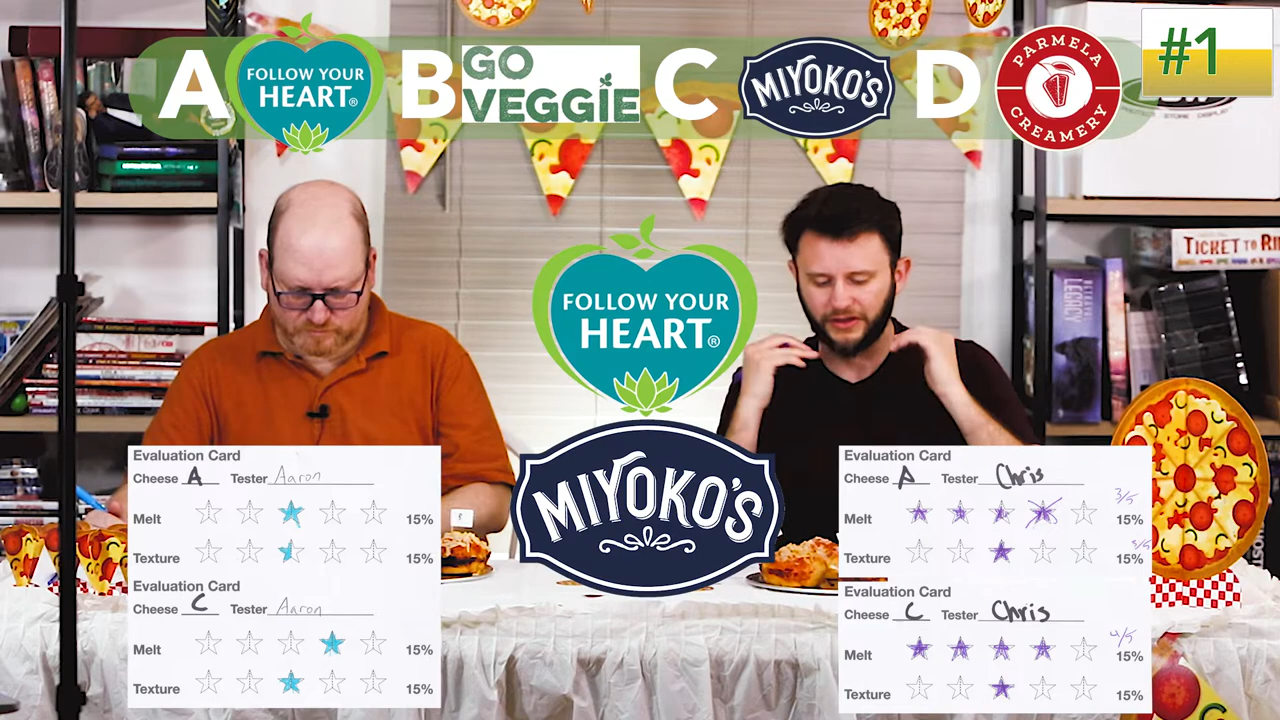 A FOLLOW YOUR HEART® B GO VEGGIE C MIYOKO'S D PARMELA CREAMERY
#1
TICKET TO RI
LEGACY
FOLLOW YOUR
HEART®
MIYOKO'S
Evaluation Card
Cheese A Tester Aaron
Melt 15%
Texture 15%
Evaluation Card
Cheese C Tester Aaron
Melt 15%
Texture 15%
Evaluation Card
Cheese A Tester Chris
3/5
Melt 15%
Texture 15%
Evaluation Card
Cheese C Tester Chris
4/5
Melt 15%
Texture 15%